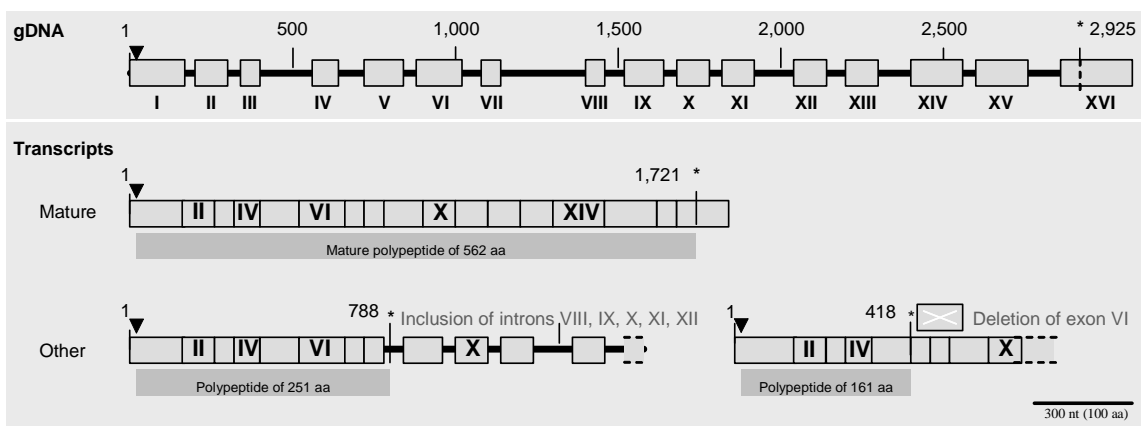 gDNA 1 500 1,000 1,500 2,000 2,500 * 2,925
I II III IV V VI VII VIII IX X XI XII XIII XIV XV XVI
Transcripts
1 1,721 *
Mature II IV VI X XIV
Mature polypeptide of 562 aa
1 788 * Inclusion of introns VIII, IX, X, XI, XII
Other II IV VI X
Polypeptide of 251 aa
1 418 * Deletion of exon VI
II IV X
Polypeptide of 161 aa
300 nt (100 aa)